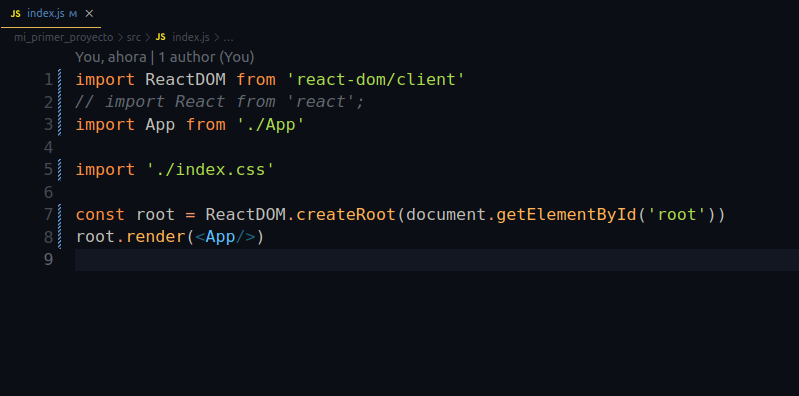 JS index.js M ×
mi_primer_proyecto > src > JS index.js > ...
You, ahora | 1 author (You)
1 import ReactDOM from 'react-dom/client'
2 // import React from 'react';
3 import App from './App'
4
5 import './index.css'
6
7 const root = ReactDOM.createRoot(document.getElementById('root'))
8 root.render(<App/>)
9